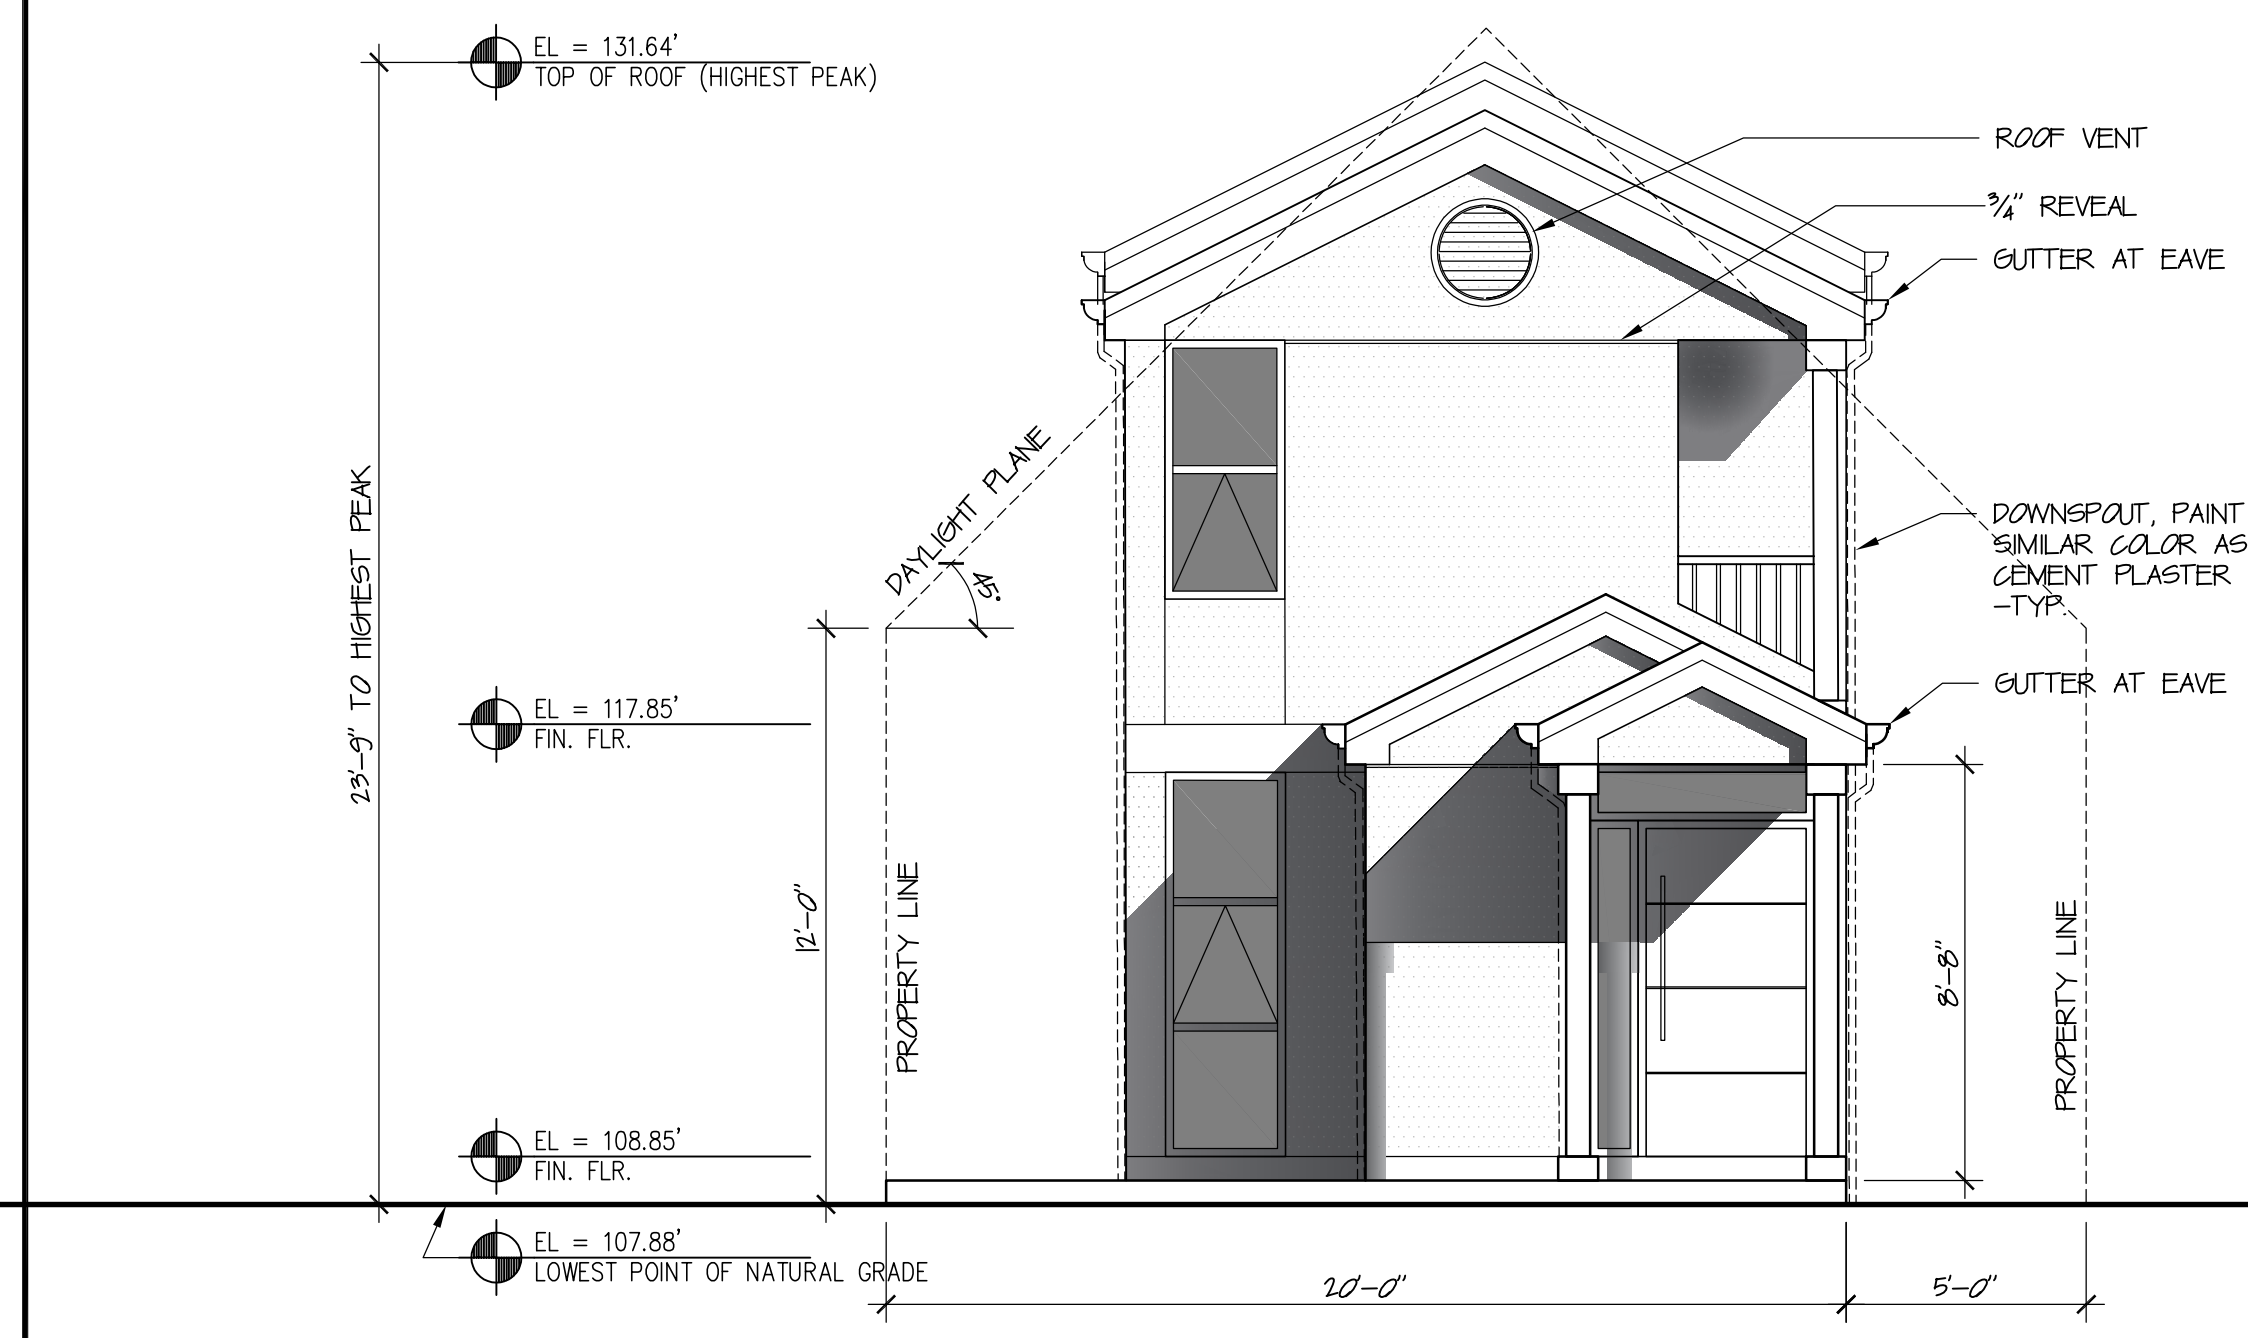 EL = 131.64'
TOP OF ROOF (HIGHEST PEAK)
ROOF VENT
3/4" REVEAL
GUTTER AT EAVE
DAYLIGHT PLANE
45°
23'-9" TO HIGHEST PEAK
DOWNSPOUT, PAINT
SIMILAR COLOR AS
CEMENT PLASTER
-TYP.
GUTTER AT EAVE
EL = 117.85'
FIN. FLR.
12'-0"
PROPERTY LINE
8'-8"
PROPERTY LINE
EL = 108.85'
FIN. FLR.
EL = 107.88'
LOWEST POINT OF NATURAL GRADE
20'-0"
5'-0"